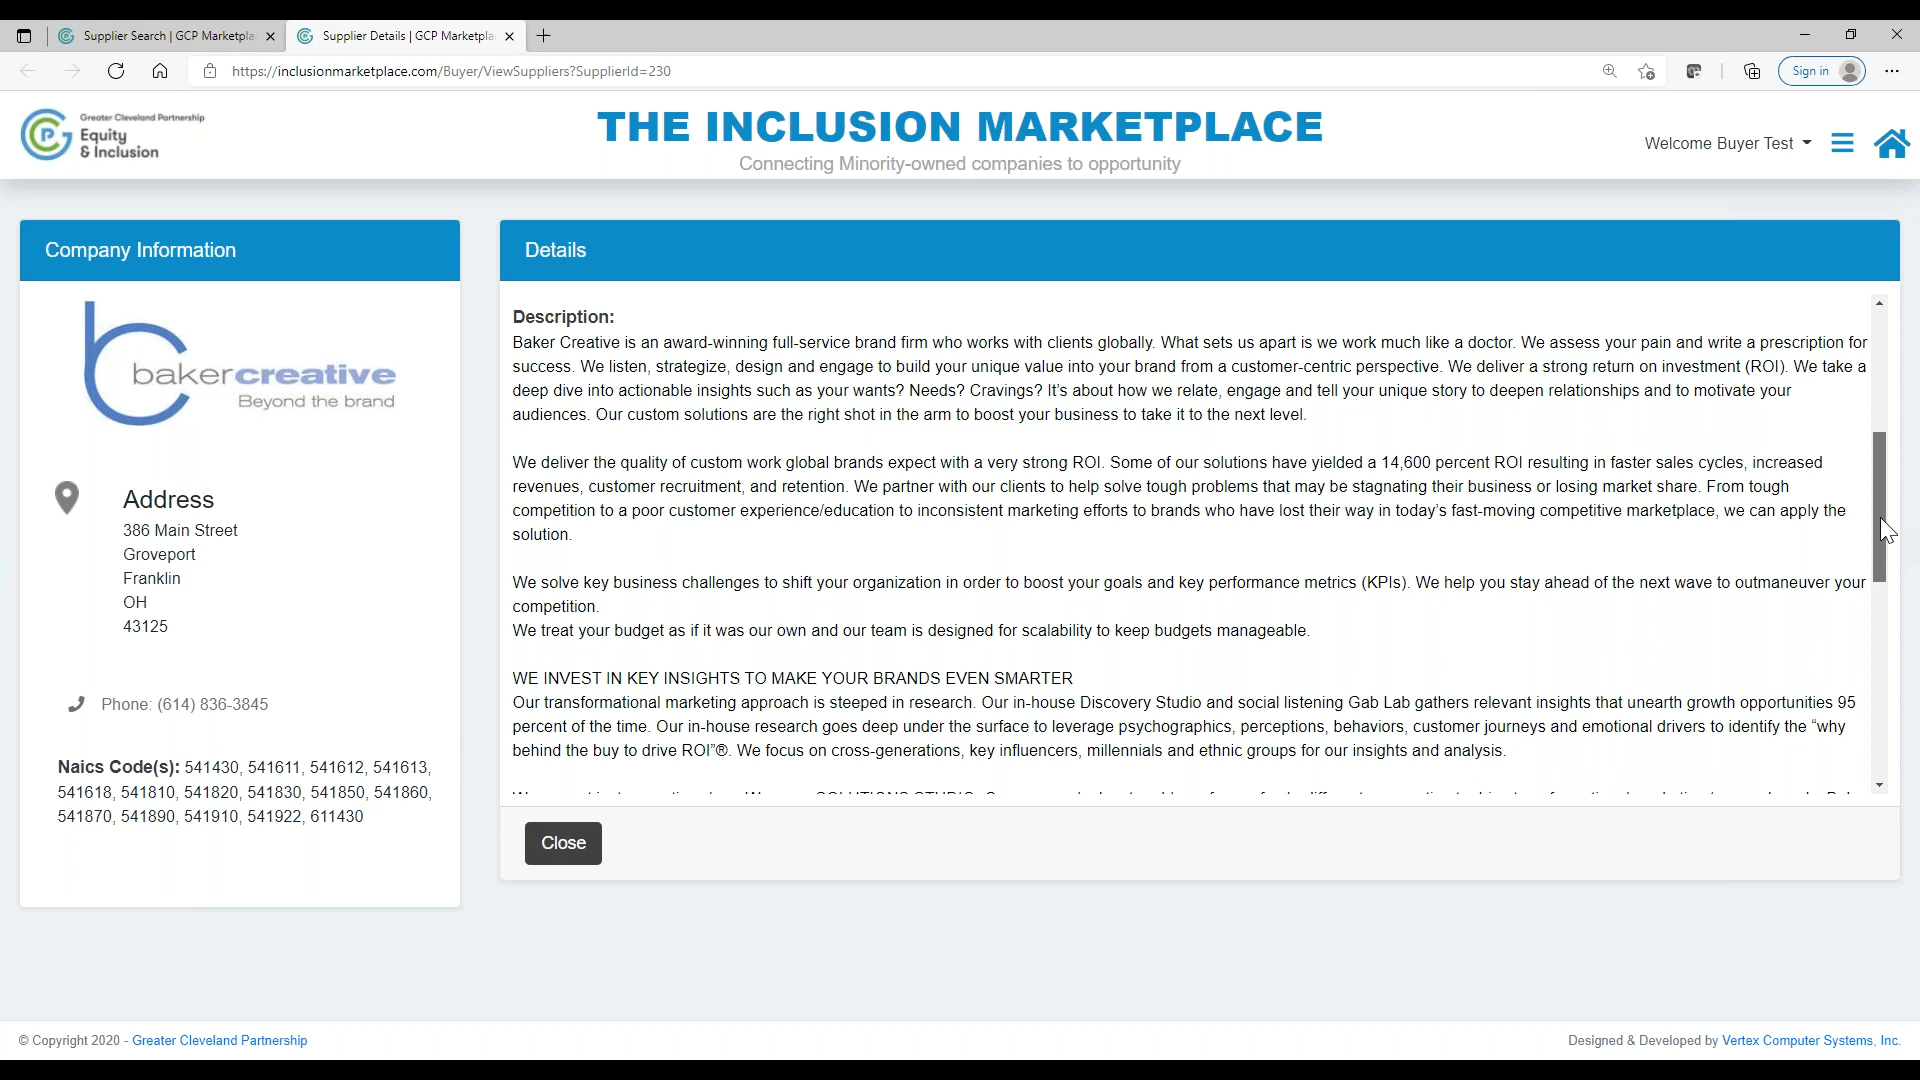 Supplier Search | GCP Marketpla
Supplier Details | GCP Marketpla
https://inclusionmarketplace.com/Buyer/ViewSuppliers?SupplierId=230
Sign in
Greater Cleveland Partnership
Equity
& Inclusion
THE INCLUSION MARKETPLACE
Connecting Minority-owned companies to opportunity
Welcome Buyer Test
Company Information
bakercreative
Beyond the brand
Address
386 Main Street
Groveport
Franklin
OH
43125
Phone: (614) 836-3845
Naics Code(s): 541430, 541611, 541612, 541613,
541618, 541810, 541820, 541830, 541850, 541860,
541870, 541890, 541910, 541922, 611430
Details
Description:
Baker Creative is an award-winning full-service brand firm who works with clients globally. What sets us apart is we work much like a doctor. We assess your pain and write a prescription for
success. We listen, strategize, design and engage to build your unique value into your brand from a customer-centric perspective. We deliver a strong return on investment (ROI). We take a
deep dive into actionable insights such as your wants? Needs? Cravings? It’s about how we relate, engage and tell your unique story to deepen relationships and to motivate your
audiences. Our custom solutions are the right shot in the arm to boost your business to take it to the next level.
We deliver the quality of custom work global brands expect with a very strong ROI. Some of our solutions have yielded a 14,600 percent ROI resulting in faster sales cycles, increased
revenues, customer recruitment, and retention. We partner with our clients to help solve tough problems that may be stagnating their business or losing market share. From tough
competition to a poor customer experience/education to inconsistent marketing efforts to brands who have lost their way in today’s fast-moving competitive marketplace, we can apply the
solution.
We solve key business challenges to shift your organization in order to boost your goals and key performance metrics (KPIs). We help you stay ahead of the next wave to outmaneuver your
competition.
We treat your budget as if it was our own and our team is designed for scalability to keep budgets manageable.
WE INVEST IN KEY INSIGHTS TO MAKE YOUR BRANDS EVEN SMARTER
Our transformational marketing approach is steeped in research. Our in-house Discovery Studio and social listening Gab Lab gathers relevant insights that unearth growth opportunities 95
percent of the time. Our in-house research goes deep under the surface to leverage psychographics, perceptions, behaviors, customer journeys and emotional drivers to identify the “why
behind the buy to drive ROI”®. We focus on cross-generations, key influencers, millennials and ethnic groups for our insights and analysis.
Close
© Copyright 2020 - Greater Cleveland Partnership
Designed & Developed by Vertex Computer Systems, Inc.